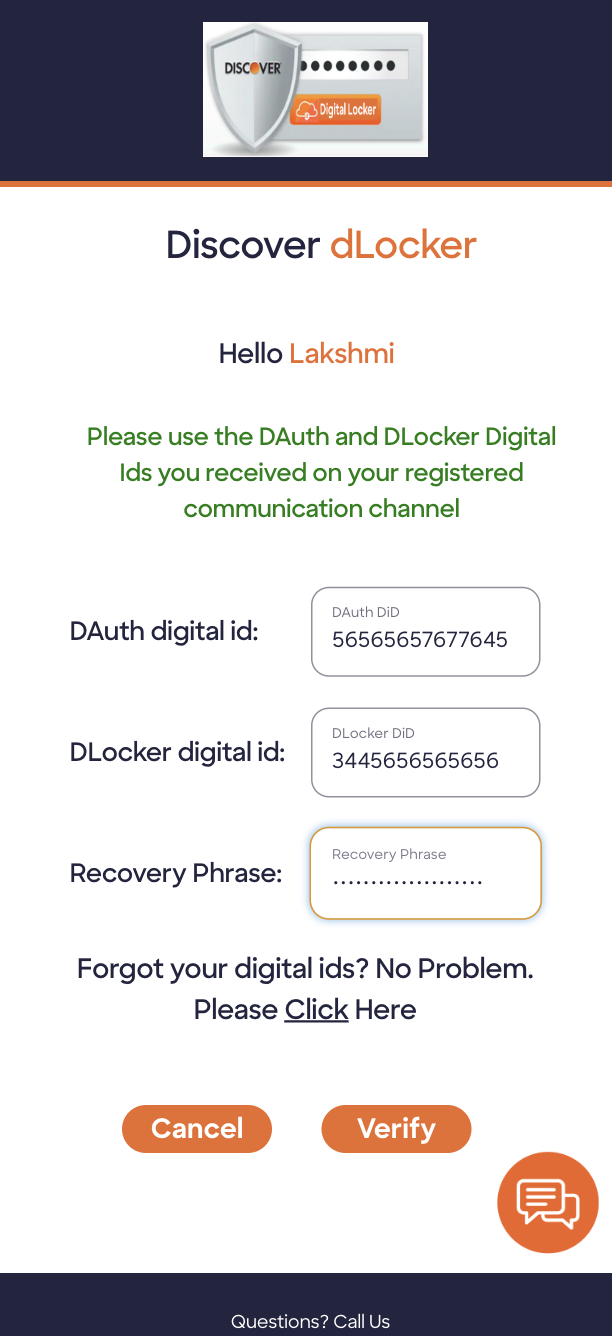 DISCOVER
Digital Locker
Discover dLocker
Hello Lakshmi
Please use the DAuth and DLocker Digital
Ids you received on your registered
communication channel
DAuth digital id:
DAuth DiD
56565657677645
DLocker digital id:
DLocker DiD
3445656565656
Recovery Phrase:
Recovery Phrase
....................
Forgot your digital ids? No Problem.
Please Click Here
Cancel
Verify
Questions? Call Us